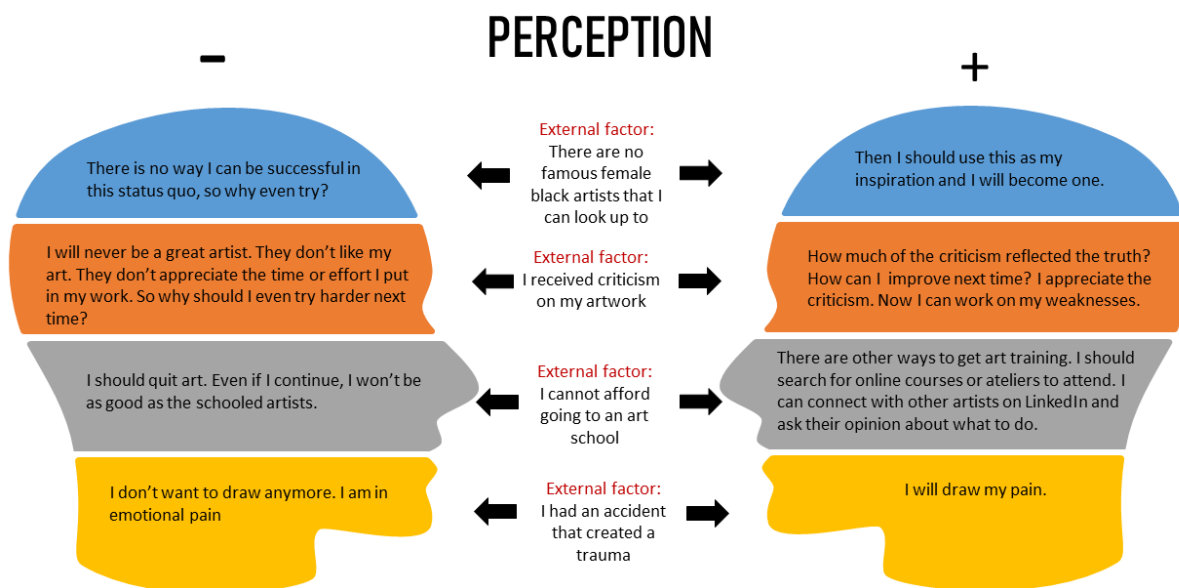 PERCEPTION
-
+
There is no way I can be successful in
this status quo, so why even try?
External factor:
There are no
famous female
black artists that I
can look up to
Then I should use this as my
inspiration and I will become one.
I will never be a great artist. They don’t like my
art. They don’t appreciate the time or effort I put
in my work. So why should I even try harder next
time?
External factor:
I received criticism
on my artwork
How much of the criticism reflected the truth?
How can I improve next time? I appreciate the
criticism. Now I can work on my weaknesses.
I should quit art. Even if I continue, I won’t be
as good as the schooled artists.
External factor:
I cannot afford
going to an art
school
There are other ways to get art training. I should
search for online courses or ateliers to attend. I
can connect with other artists on LinkedIn and
ask their opinion about what to do.
I don’t want to draw anymore. I am in
emotional pain
External factor:
I had an accident
that created a
trauma
I will draw my pain.